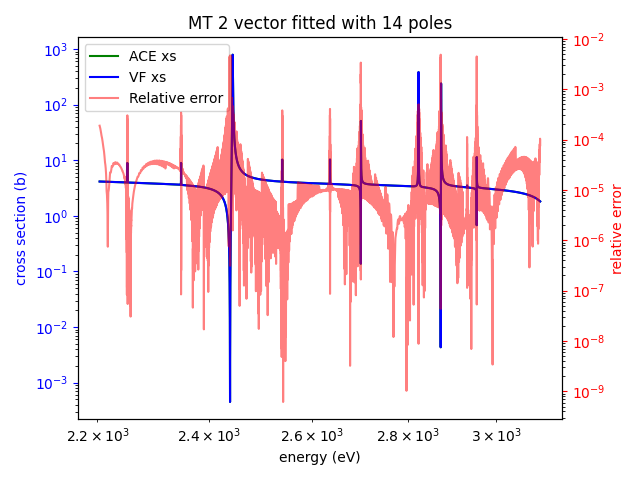 MT 2 vector fitted with 14 poles
ACE xs
VF xs
Relative error
cross section (b)
10³
10²
10¹
10⁰
10⁻¹
10⁻²
10⁻³
relative error
10⁻²
10⁻³
10⁻⁴
10⁻⁵
10⁻⁶
10⁻⁷
10⁻⁸
10⁻⁹
2.2 × 10³ 2.4 × 10³ 2.6 × 10³ 2.8 × 10³ 3 × 10³
energy (eV)